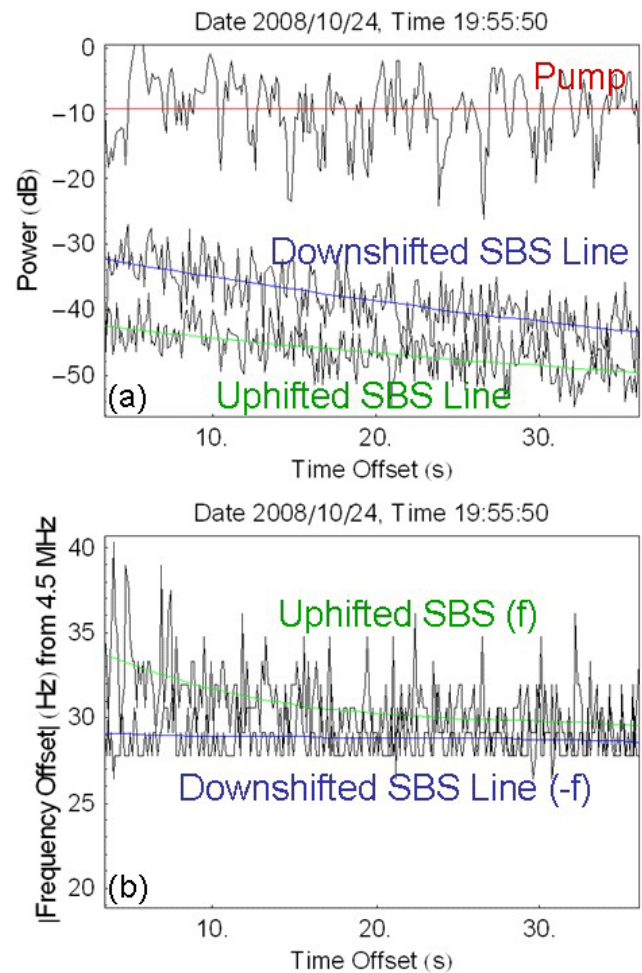 Date 2008/10/24, Time 19:55:50
0
Pump
−10
−20
Power (dB)
−30
Downshifted SBS Line
−40
−50
(a)
Uphifted SBS Line
10.
20.
30.
Time Offset (s)
Date 2008/10/24, Time 19:55:50
|Frequency Offset| (Hz) from 4.5 MHz
40
Uphifted SBS (f)
35
30
Downshifted SBS Line (-f)
25
20
(b)
10.
20.
30.
Time Offset (s)